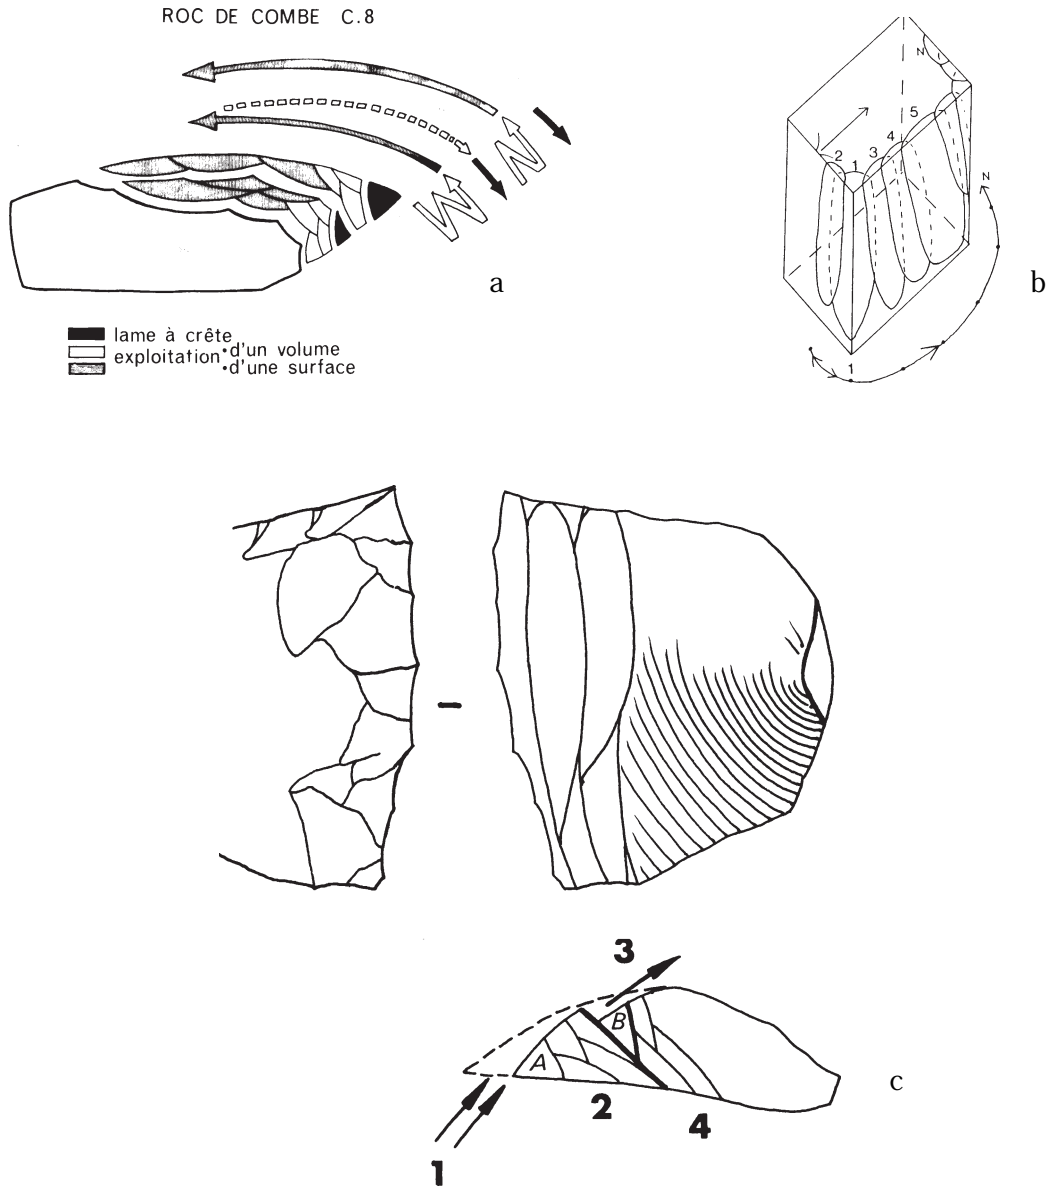 ROC DE COMBE C.8
N
W
a
lame à crête
exploitation •d'un volume
•d'une surface
N
5
4
2 1 3
N
b
1
3
B
A
c
2
4
1